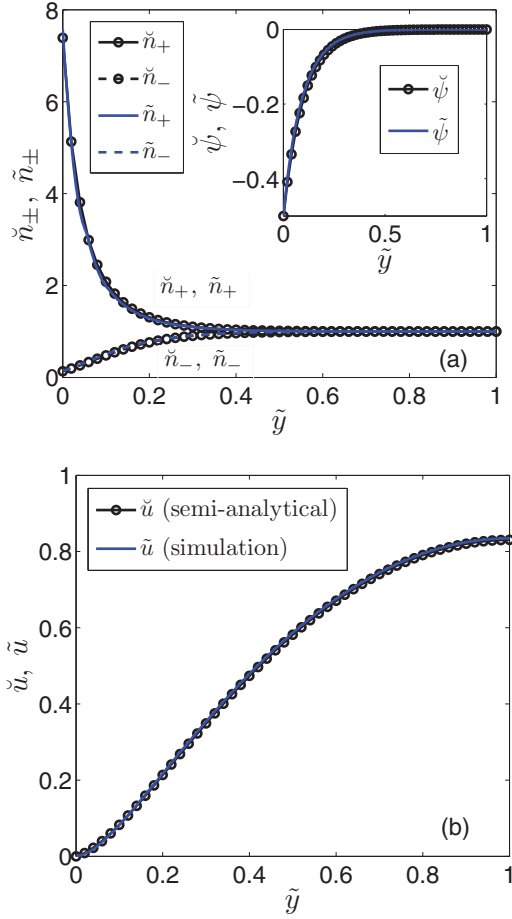 8
6
4
2
0
n̆±, ñ±
n̆+
n̆−
ñ+
ñ−
0
−0.2
−0.4
ψ̆, ψ̃
ψ̆
ψ̃
0 0.5 1
ỹ
n̆+, ñ+
n̆−, ñ−
(a)
0 0.2 0.4 0.6 0.8 1
ỹ
1
0.8
0.6
0.4
0.2
0
ŭ, ũ
ŭ (semi-analytical)
ũ (simulation)
(b)
0 0.2 0.4 0.6 0.8 1
ỹ